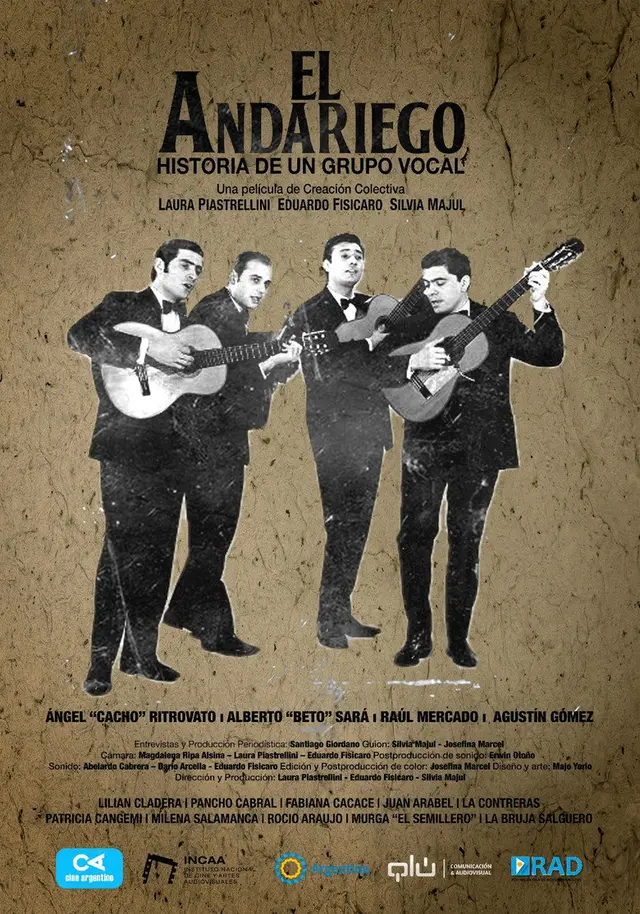 EL
ANDARIEGO
HISTORIA DE UN GRUPO VOCAL
Una película de Creación Colectiva
LAURA PIASTRELLINI EDUARDO FISICARO SILVIA MAJUL
ÁNGEL “CACHO” RITROVATO I ALBERTO “BETO” SARÁ I RAÚL MERCADO I AGUSTÍN GÓMEZ
Entrevistas y Producción Periodística: Santiago Giordano Guion: Silvia Majul - Josefina Marcel
Cámara: Magdalena Ripa Alsina – Laura Piastrellini – Eduardo Fisicaro Postproducción de sonido: Erwin Otoño
Sonido: Abelardo Cabrera – Darío Arcella - Eduardo Fisicaro Edición y Postproducción de color: Josefina Marcel Diseño y arte: Majo Yorio
Dirección y Producción: Laura Piastrellini - Eduardo Fisicaro - Silvia Majul
LILIAN CLADERA | PANCHO CABRAL | FABIANA CACACE | JUAN ARABEL | LA CONTRERAS
PATRICIA CANGEMI | MILENA SALAMANCA | ROCIO ARAUJO | MURGA “EL SEMILLERO” | LA BRUJA SALGUERO
CA
cine argentino
INCAA
INSTITUTO NACIONAL
DE CINE Y ARTES
AUDIOVISUALES
Argentina
qlú
COMUNICACIÓN
& AUDIOVISUAL
RAD